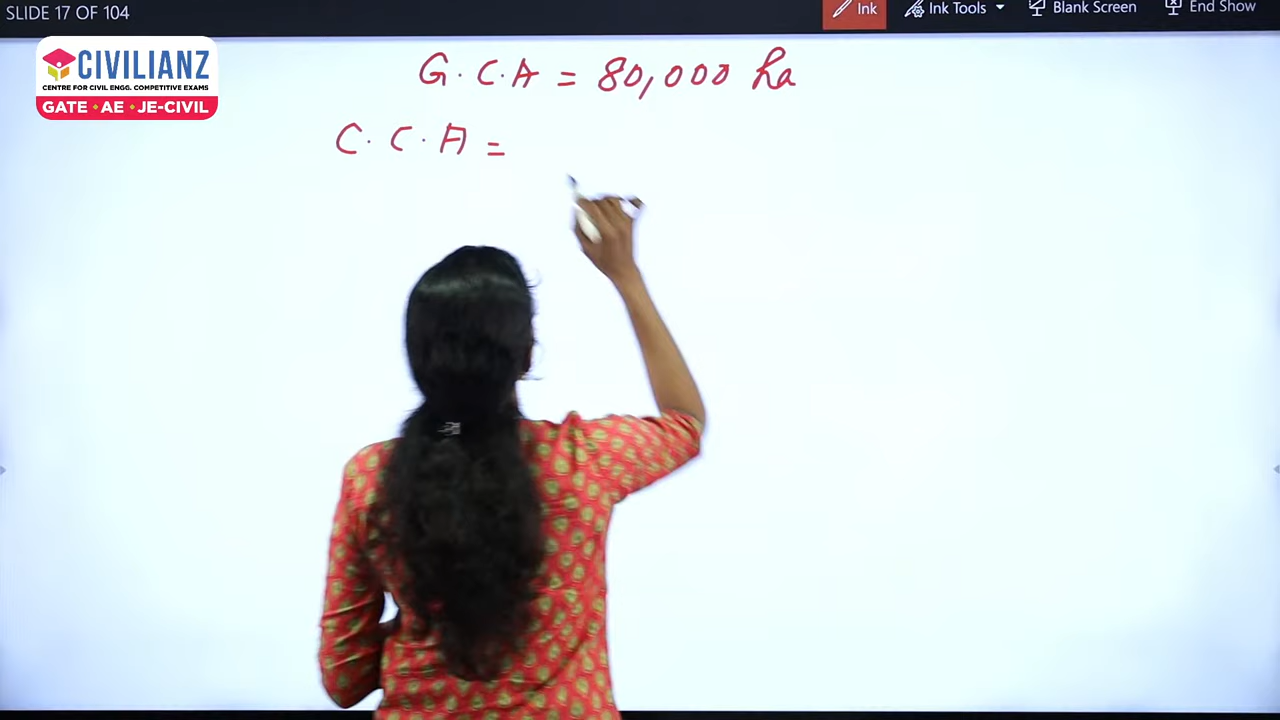 SLIDE 17 OF 104
Ink
Ink Tools
Blank Screen
End Show
CIVILIANZ
CENTRE FOR CIVIL ENGG. COMPETITIVE EXAMS
GATE • AE • JE-CIVIL
G.C.A = 80,000 ha
C.C.A =